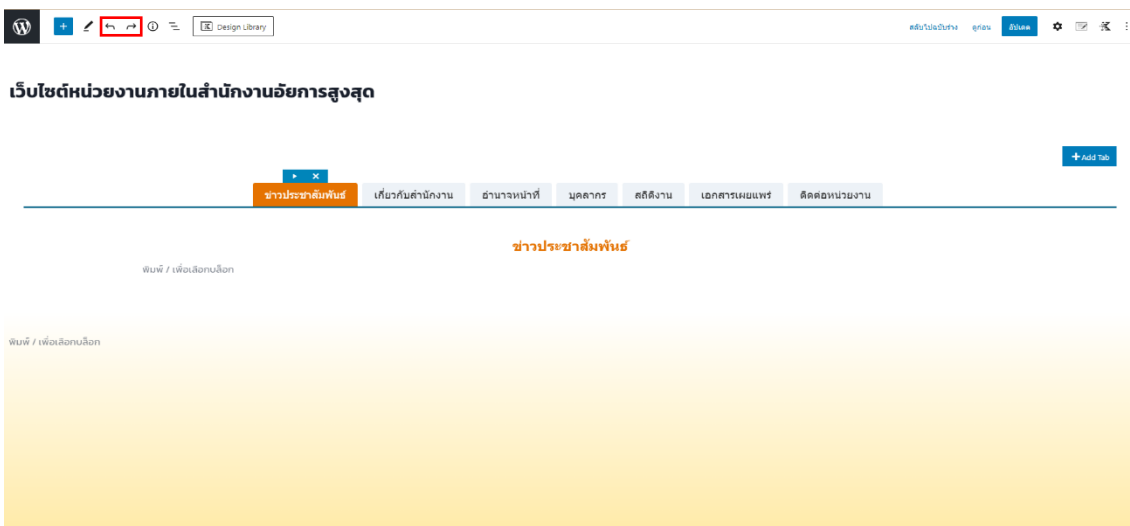 Design Library
สลับไปฉบับร่าง ดูก่อน อัปเดต
เว็บไซต์หน่วยงานภายในสำนักงานอัยการสูงสุด
+ Add Tab
ข่าวประชาสัมพันธ์ เกี่ยวกับสำนักงาน อำนาจหน้าที่ บุคลากร สถิติงาน เอกสารเผยแพร่ ติดต่อหน่วยงาน
ข่าวประชาสัมพันธ์
พิมพ์ / เพื่อเลือกบล็อก
พิมพ์ / เพื่อเลือกบล็อก